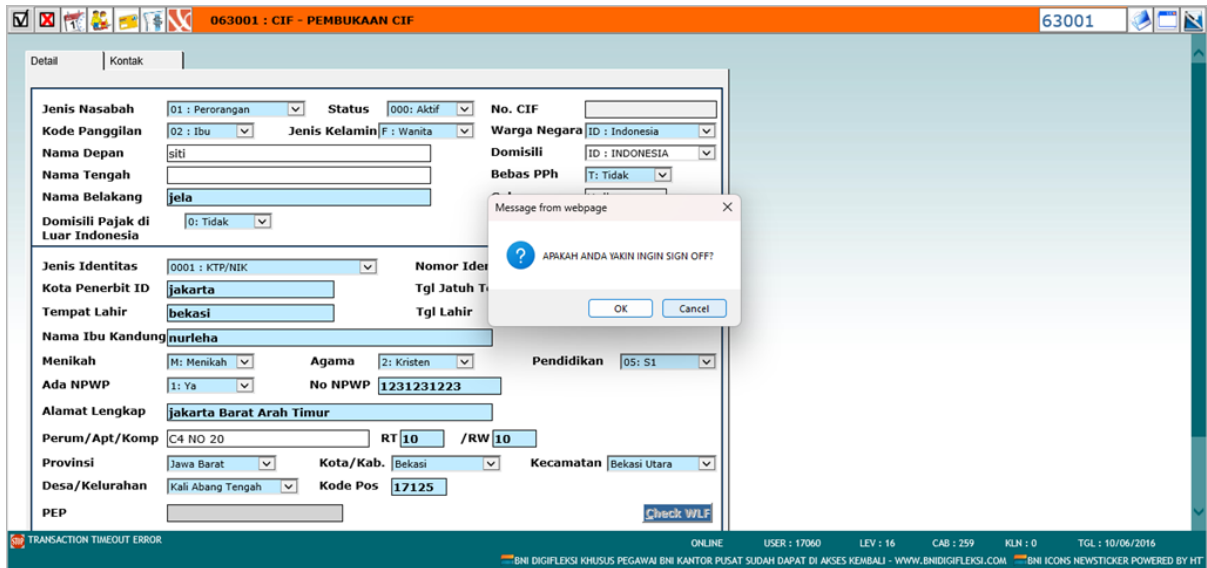 063001 : CIF - PEMBUKAAN CIF 63001
Detail Kontak
Jenis Nasabah 01 : Perorangan Status 000: Aktif No. CIF
Kode Panggilan 02 : Ibu Jenis Kelamin F : Wanita Warga Negara ID : Indonesia
Nama Depan siti Domisili ID : INDONESIA
Nama Tengah Bebas PPh T: Tidak
Nama Belakang jela
Message from webpage
Domisili Pajak di 0: Tidak
Luar Indonesia
APAKAH ANDA YAKIN INGIN SIGN OFF?
Jenis Identitas 0001 : KTP/NIK Nomor Iden
Kota Penerbit ID jakarta Tgl Jatuh T
OK Cancel
Tempat Lahir bekasi Tgl Lahir
Nama Ibu Kandung nurleha
Menikah M: Menikah Agama 2: Kristen Pendidikan 05: S1
Ada NPWP 1: Ya No NPWP 1231231223
Alamat Lengkap jakarta Barat Arah Timur
Perum/Apt/Komp C4 NO 20 RT 10 /RW 10
Provinsi Jawa Barat Kota/Kab. Bekasi Kecamatan Bekasi Utara
Desa/Kelurahan Kali Abang Tengah Kode Pos 17125
PEP Check WLF
TRANSACTION TIMEOUT ERROR ONLINE USER : 17060 LEV : 16 CAB : 259 KLN : 0 TGL : 10/06/2016
BNI DIGIFLEKSI KHUSUS PEGAWAI BNI KANTOR PUSAT SUDAH DAPAT DI AKSES KEMBALI - WWW.BNIDIGIFLEKSI.COM BNI ICONS NEWSTICKER POWERED BY HT